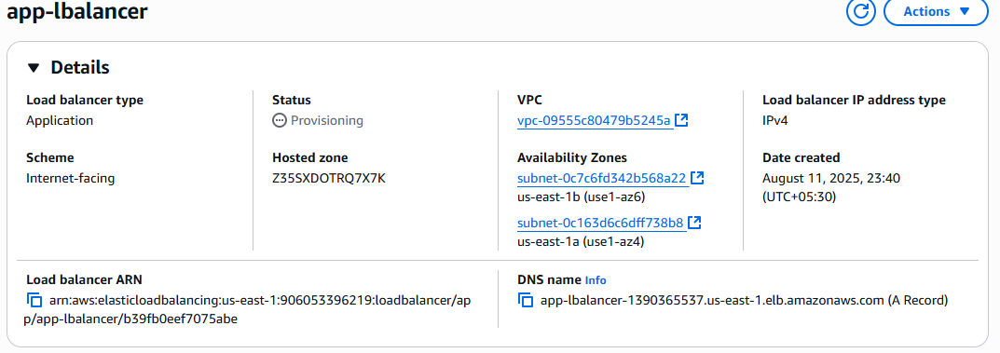 app-lbalancer
Actions
Details
Load balancer type
Application
Status
Provisioning
VPC
vpc-09555c80479b5245a
Load balancer IP address type
IPv4
Scheme
Internet-facing
Hosted zone
Z35SXDOTRQ7X7K
Availability Zones
subnet-0c7c6fd342b568a22
us-east-1b (use1-az6)
subnet-0c163d6c6dff738b8
us-east-1a (use1-az4)
Date created
August 11, 2025, 23:40
(UTC+05:30)
Load balancer ARN
arn:aws:elasticloadbalancing:us-east-1:906053396219:loadbalancer/ap
p/app-lbalancer/b39fb0eef7075abe
DNS name Info
app-lbalancer-1390365537.us-east-1.elb.amazonaws.com (A Record)